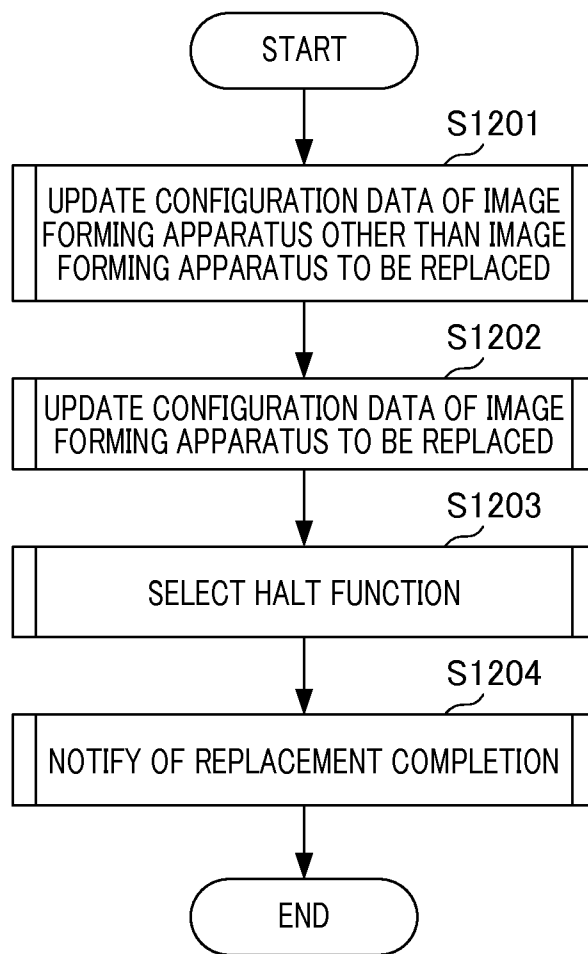 START
S1201
UPDATE CONFIGURATION DATA OF IMAGE
FORMING APPARATUS OTHER THAN IMAGE
FORMING APPARATUS TO BE REPLACED
S1202
UPDATE CONFIGURATION DATA OF IMAGE
FORMING APPARATUS TO BE REPLACED
S1203
SELECT HALT FUNCTION
S1204
NOTIFY OF REPLACEMENT COMPLETION
END